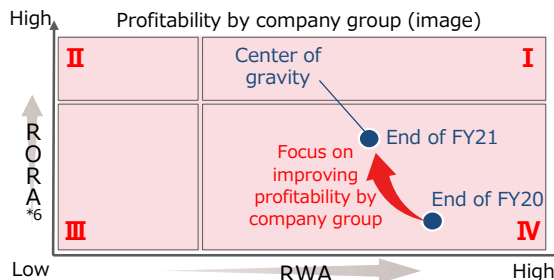 Profitability by company group (image)
High
II
I
Center of
gravity
End of FY21
Focus on
improving
profitability by
company group
End of FY20
RORA
*6
III
IV
Low
RWA
High